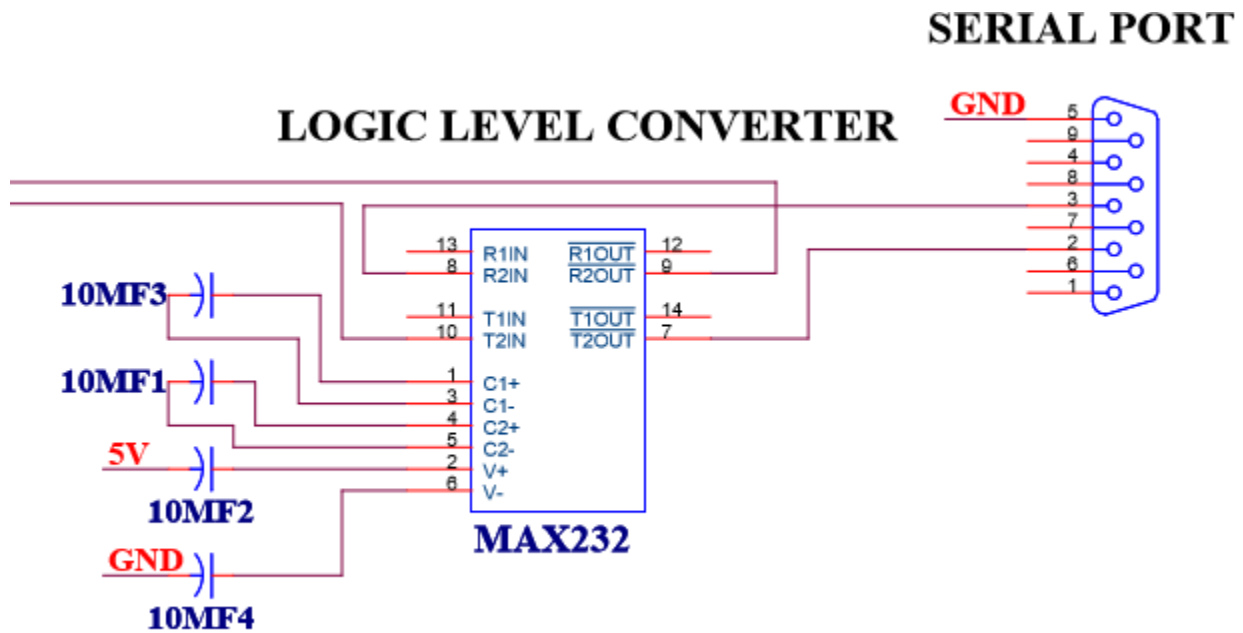 SERIAL PORT
LOGIC LEVEL CONVERTER
GND
5
9
4
8
3
7
2
6
1
13 R1IN R1OUT 12
8 R2IN R2OUT 9
11 T1IN T1OUT 14
10 T2IN T2OUT 7
1 C1+
3 C1-
4 C2+
5 C2-
2 V+
6 V-
MAX232
10MF3
10MF1
5V
10MF2
GND
10MF4